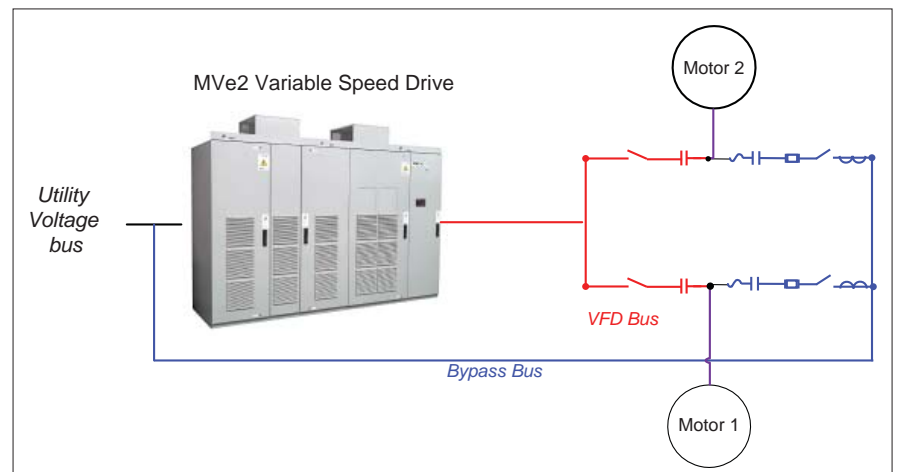 MVe2 Variable Speed Drive
Motor 2
Utility
Voltage
bus
VFD Bus
Bypass Bus
Motor 1